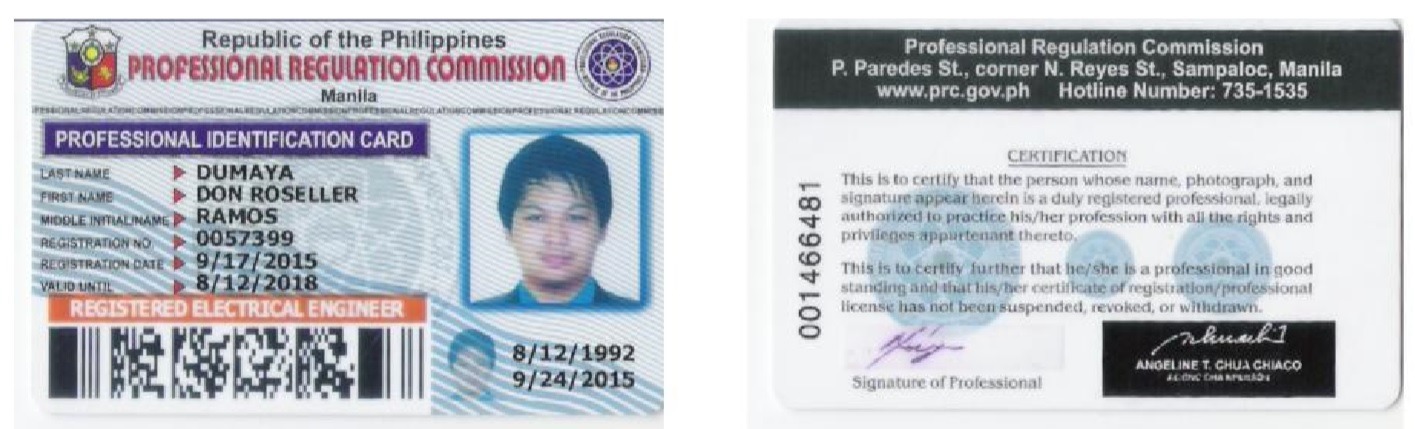 Republic of the Philippines
PROFESSIONAL REGULATION COMMISSION
Manila
PROFESSIONAL IDENTIFICATION CARD
LAST NAME DUMAYA
FIRST NAME DON ROSELLER
MIDDLE INITIAL/NAME RAMOS
REGISTRATION NO 0057399
REGISTRATION DATE 9/17/2015
VALID UNTIL 8/12/2018
REGISTERED ELECTRICAL ENGINEER
8/12/1992
9/24/2015
Professional Regulation Commission
P. Paredes St., corner N. Reyes St., Sampaloc, Manila
www.prc.gov.ph Hotline Number: 735-1535
001466481
CERTIFICATION
This is to certify that the person whose name, photograph, and
signature appear herein is a duly registered professional, legally
authorized to practice his/her profession with all the rights and
privileges appurtenant thereto.
This is to certify further that he/she is a professional in good
standing and that his/her certificate of registration/professional
license has not been suspended, revoked, or withdrawn.
Signature of Professional
ANGELINE T. CHUA CHIACO